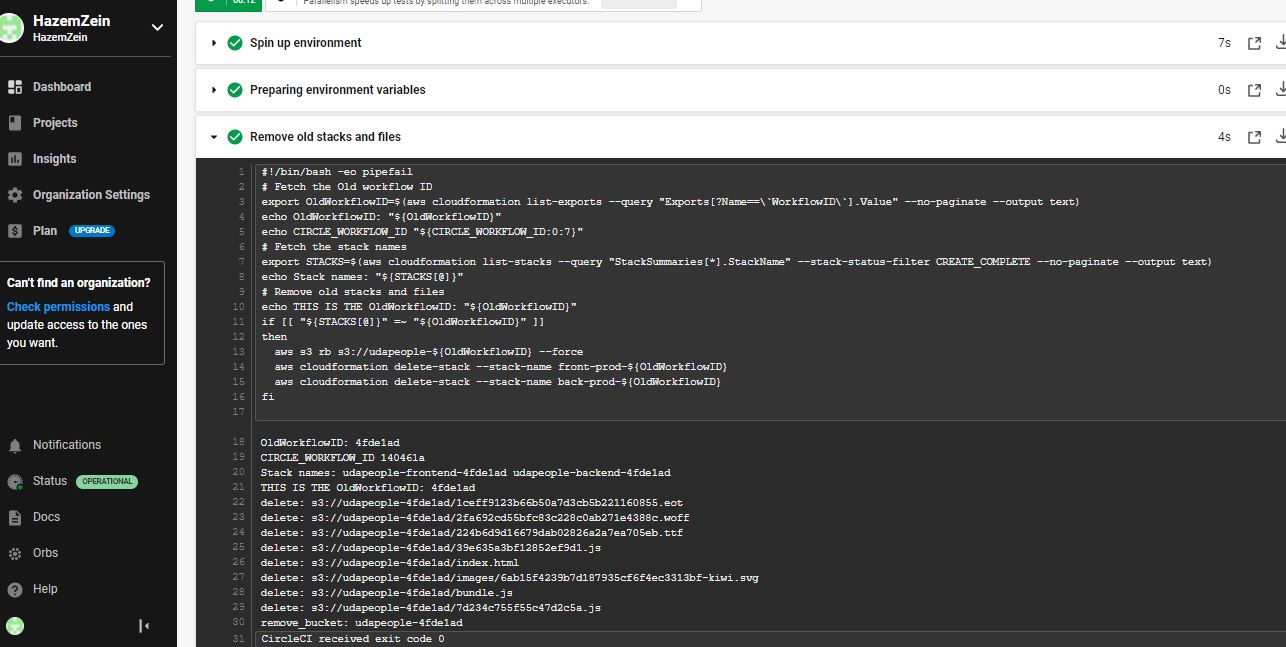 HazemZein
HazemZein
Dashboard
Projects
Insights
Organization Settings
Plan UPGRADE
Can't find an organization?
Check permissions and
update access to the ones
you want.
Notifications
Status OPERATIONAL
Docs
Orbs
Help
00:12
Parallelism speeds up tests by splitting them across multiple executors.
Spin up environment 7s
Preparing environment variables 0s
Remove old stacks and files 4s
1 #!/bin/bash -eo pipefail
2 # Fetch the Old workflow ID
3 export OldWorkflowID=$(aws cloudformation list-exports --query "Exports[?Name==\`WorkflowID\`].Value" --no-paginate --output text)
4 echo OldWorkflowID: "${OldWorkflowID}"
5 echo CIRCLE_WORKFLOW_ID "${CIRCLE_WORKFLOW_ID:0:7}"
6 # Fetch the stack names
7 export STACKS=$(aws cloudformation list-stacks --query "StackSummaries[*].StackName" --stack-status-filter CREATE_COMPLETE --no-paginate --output text)
8 echo Stack names: "${STACKS[@]}"
9 # Remove old stacks and files
10 echo THIS IS THE OldWorkflowID: "${OldWorkflowID}"
11 if [[ "${STACKS[@]}" =~ "${OldWorkflowID}" ]]
12 then
13 aws s3 rb s3://udapeople-${OldWorkflowID} --force
14 aws cloudformation delete-stack --stack-name front-prod-${OldWorkflowID}
15 aws cloudformation delete-stack --stack-name back-prod-${OldWorkflowID}
16 fi
17
18 OldWorkflowID: 4fde1ad
19 CIRCLE_WORKFLOW_ID 140461a
20 Stack names: udapeople-frontend-4fde1ad udapeople-backend-4fde1ad
21 THIS IS THE OldWorkflowID: 4fde1ad
22 delete: s3://udapeople-4fde1ad/1ceff9123b66b50a7d3cb5b221160855.eot
23 delete: s3://udapeople-4fde1ad/2fa692cd55bfc83c228c0ab271e4388c.woff
24 delete: s3://udapeople-4fde1ad/224b6d9d16679dab02826a2a7ea705eb.ttf
25 delete: s3://udapeople-4fde1ad/39e635a3bf12852ef9d1.js
26 delete: s3://udapeople-4fde1ad/index.html
27 delete: s3://udapeople-4fde1ad/images/6ab15f4239b7d187935cf6f4ec3313bf-kiwi.svg
28 delete: s3://udapeople-4fde1ad/bundle.js
29 delete: s3://udapeople-4fde1ad/7d234c755f55c47d2c5a.js
30 remove_bucket: udapeople-4fde1ad
31 CircleCI received exit code 0